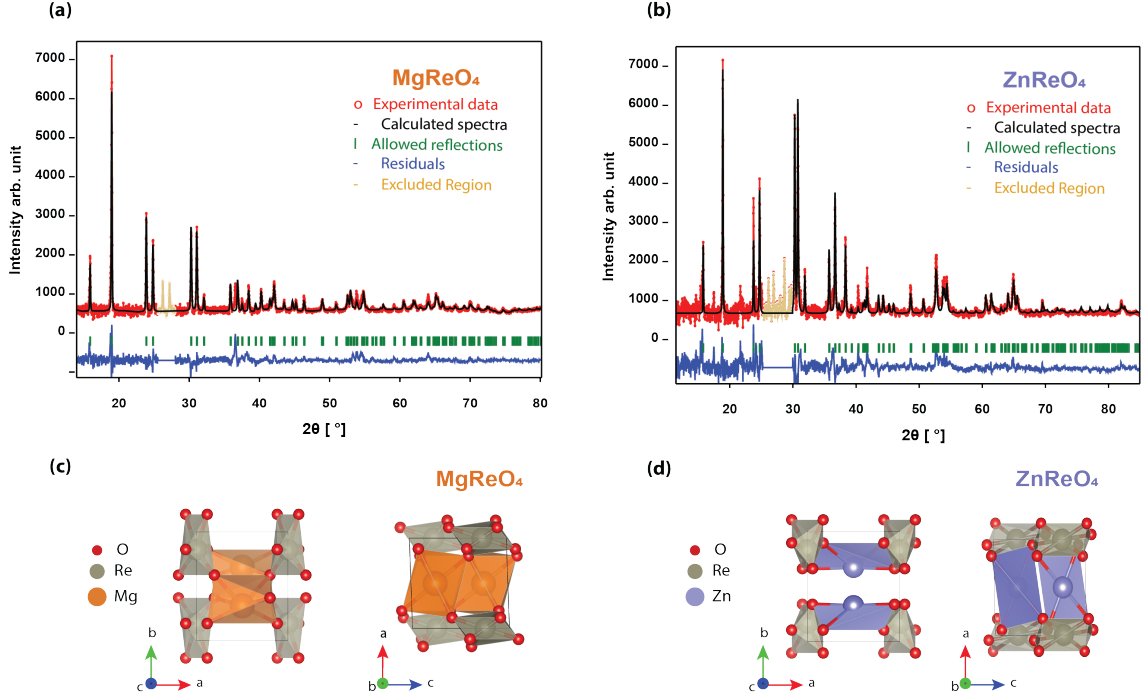 (a)
MgReO₄
o Experimental data
- Calculated spectra
I Allowed reflections
- Residuals
- Excluded Region
Intensity arb. unit
7000
6000
5000
4000
3000
2000
1000
0
20 30 40 50 60 70 80
2θ [ °]
(b)
ZnReO₄
o Experimental data
- Calculated spectra
I Allowed reflections
- Residuals
- Excluded Region
Intensity arb. unit
7000
6000
5000
4000
3000
2000
1000
0
20 30 40 50 60 70 80
2θ [ °]
(c)
MgReO₄
O
Re
Mg
b
c a
a
b c
(d)
ZnReO₄
O
Re
Zn
b
c a
a
b c